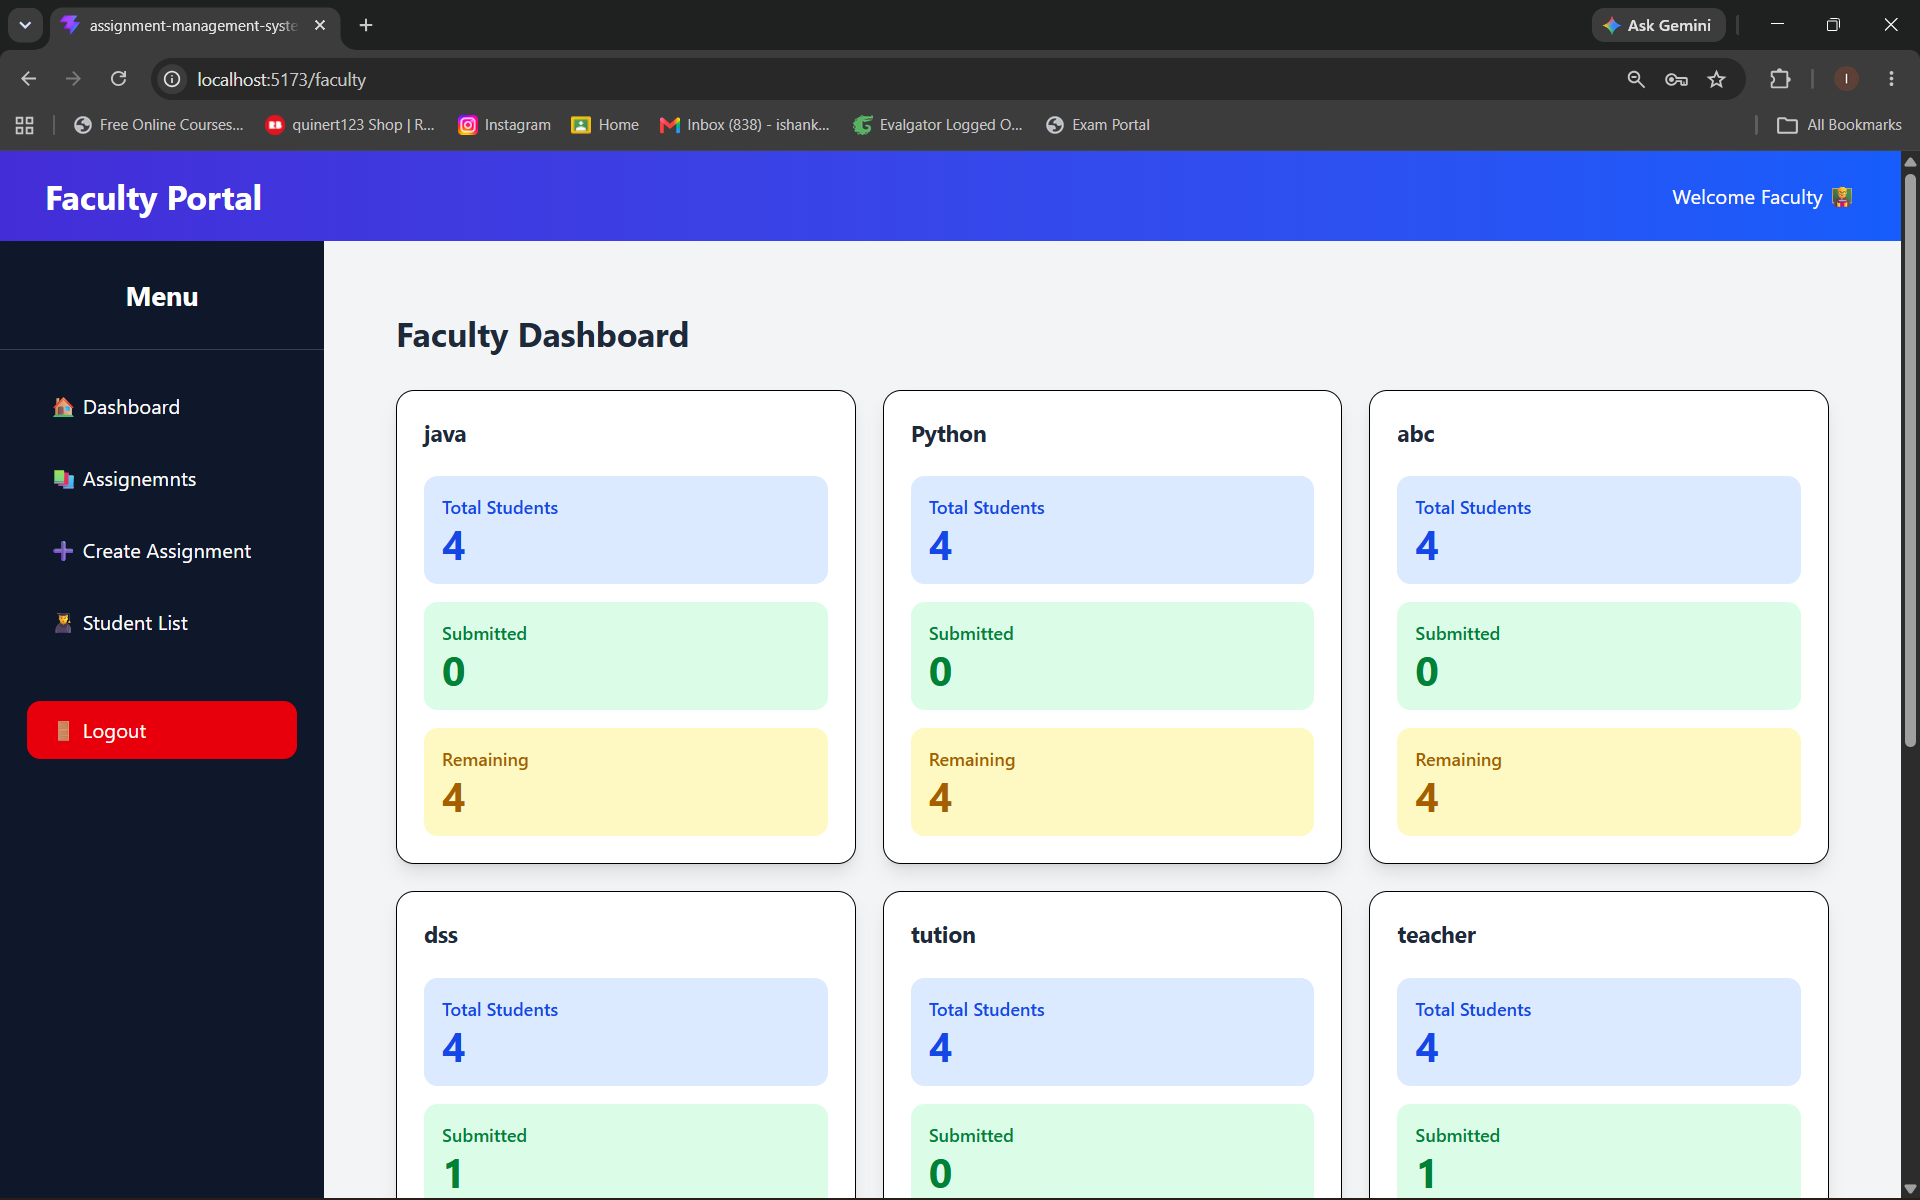 assignment-management-syste
Ask Gemini
localhost:5173/faculty
I
Free Online Courses...
quinert123 Shop | R...
Instagram
Home
Inbox (838) - ishank...
Evalgator Logged O...
Exam Portal
All Bookmarks
Faculty Portal
Welcome Faculty
Menu
Dashboard
Assignemnts
Create Assignment
Student List
Logout
Faculty Dashboard
java
Total Students
4
Submitted
0
Remaining
4
Python
Total Students
4
Submitted
0
Remaining
4
abc
Total Students
4
Submitted
0
Remaining
4
dss
Total Students
4
Submitted
1
tution
Total Students
4
Submitted
0
teacher
Total Students
4
Submitted
1